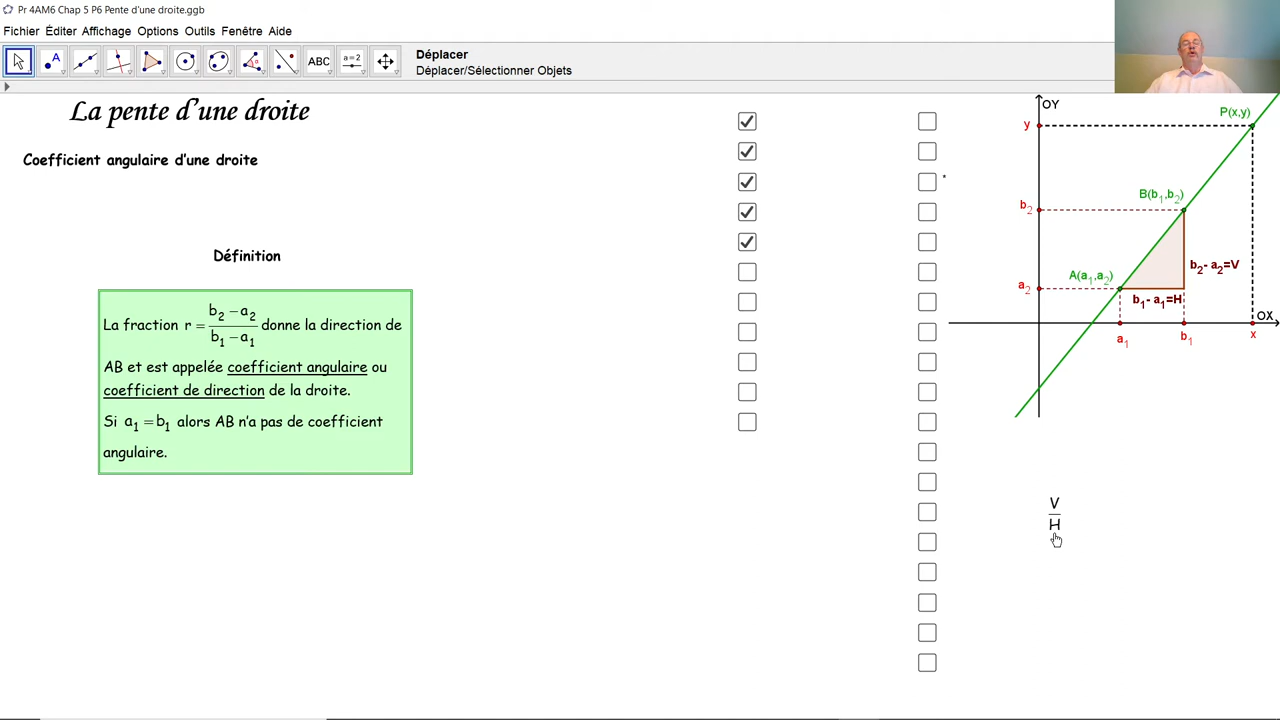 Pr 4AM6 Chap 5 P6 Pente d'une droite.ggb
Fichier Éditer Affichage Options Outils Fenêtre Aide
A
ABC
a=2
Déplacer
Déplacer/Sélectionner Objets
La pente d'une droite
Coefficient angulaire d'une droite
Définition
La fraction r = (b₂ − a₂)/(b₁ − a₁) donne la direction de
AB et est appelée coefficient angulaire ou
coefficient de direction de la droite.
Si a₁ = b₁ alors AB n'a pas de coefficient
angulaire.
*
OY
P(x,y)
y
B(b₁,b₂)
b₂
b₂- a₂=V
A(a₁,a₂)
a₂
b₁- a₁=H
OX
a₁
b₁
x
V
H